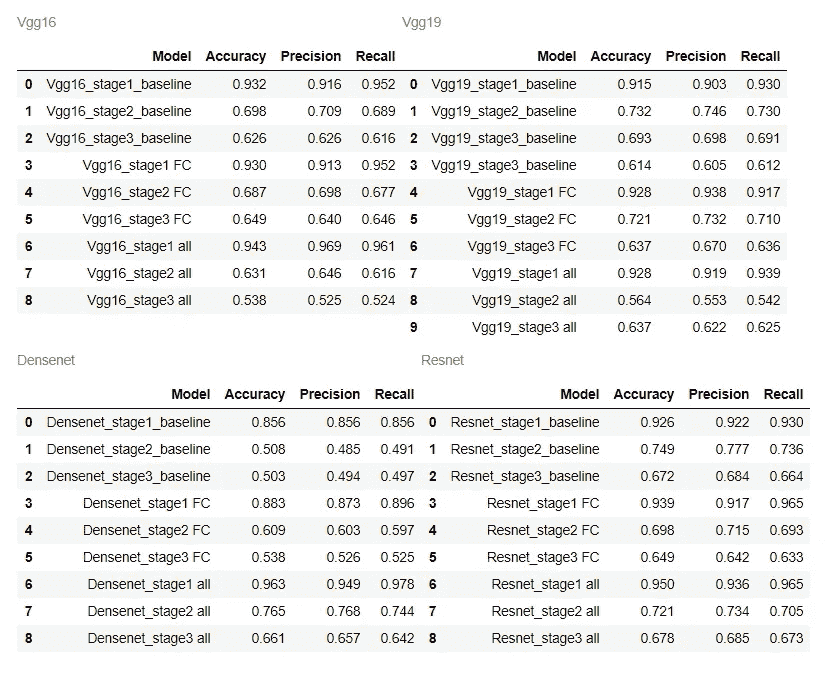 Vgg16
Model Accuracy Precision Recall
0 Vgg16_stage1_baseline 0.932 0.916 0.952
1 Vgg16_stage2_baseline 0.698 0.709 0.689
2 Vgg16_stage3_baseline 0.626 0.626 0.616
3 Vgg16_stage1 FC 0.930 0.913 0.952
4 Vgg16_stage2 FC 0.687 0.698 0.677
5 Vgg16_stage3 FC 0.649 0.640 0.646
6 Vgg16_stage1 all 0.943 0.969 0.961
7 Vgg16_stage2 all 0.631 0.646 0.616
8 Vgg16_stage3 all 0.538 0.525 0.524
Vgg19
Model Accuracy Precision Recall
0 Vgg19_stage1_baseline 0.915 0.903 0.930
1 Vgg19_stage2_baseline 0.732 0.746 0.730
2 Vgg19_stage3_baseline 0.693 0.698 0.691
3 Vgg19_stage3_baseline 0.614 0.605 0.612
4 Vgg19_stage1 FC 0.928 0.938 0.917
5 Vgg19_stage2 FC 0.721 0.732 0.710
6 Vgg19_stage3 FC 0.637 0.670 0.636
7 Vgg19_stage1 all 0.928 0.919 0.939
8 Vgg19_stage2 all 0.564 0.553 0.542
9 Vgg19_stage3 all 0.637 0.622 0.625
Densenet
Model Accuracy Precision Recall
0 Densenet_stage1_baseline 0.856 0.856 0.856
1 Densenet_stage2_baseline 0.508 0.485 0.491
2 Densenet_stage3_baseline 0.503 0.494 0.497
3 Densenet_stage1 FC 0.883 0.873 0.896
4 Densenet_stage2 FC 0.609 0.603 0.597
5 Densenet_stage3 FC 0.538 0.526 0.525
6 Densenet_stage1 all 0.963 0.949 0.978
7 Densenet_stage2 all 0.765 0.768 0.744
8 Densenet_stage3 all 0.661 0.657 0.642
Resnet
Model Accuracy Precision Recall
0 Resnet_stage1_baseline 0.926 0.922 0.930
1 Resnet_stage2_baseline 0.749 0.777 0.736
2 Resnet_stage3_baseline 0.672 0.684 0.664
3 Resnet_stage1 FC 0.939 0.917 0.965
4 Resnet_stage2 FC 0.698 0.715 0.693
5 Resnet_stage3 FC 0.649 0.642 0.633
6 Resnet_stage1 all 0.950 0.936 0.965
7 Resnet_stage2 all 0.721 0.734 0.705
8 Resnet_stage3 all 0.678 0.685 0.673